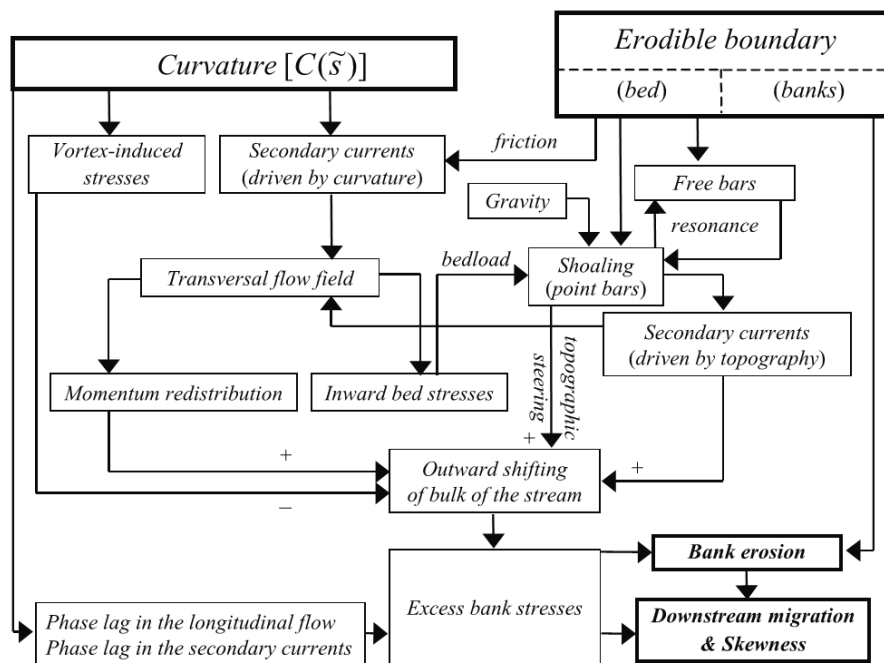 Erodible boundary
Curvature [C(s̃)]
(bed)
(banks)
Vortex-induced
stresses
Secondary currents
(driven by curvature)
friction
Free bars
Gravity
resonance
bedload
Shoaling
(point bars)
Transversal flow field
Secondary currents
(driven by topography)
topographic
steering
Momentum redistribution
Inward bed stresses
+
+
+
−
Outward shifting
of bulk of the stream
Bank erosion
Excess bank stresses
Phase lag in the longitudinal flow
Phase lag in the secondary currents
Downstream migration
& Skewness